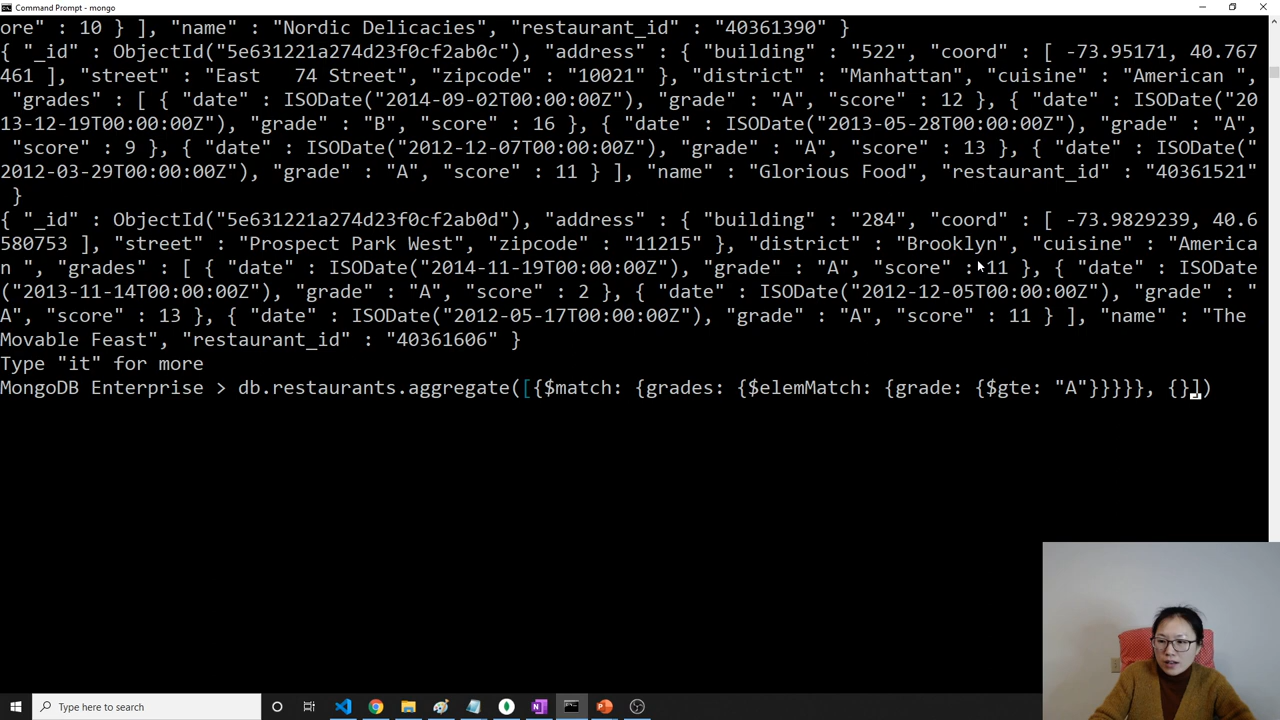 Command Prompt - mongo
ore" : 10 } ], "name" : "Nordic Delicacies", "restaurant_id" : "40361390" }
{ "_id" : ObjectId("5e631221a274d23f0cf2ab0c"), "address" : { "building" : "522", "coord" : [ -73.95171, 40.767
461 ], "street" : "East   74 Street", "zipcode" : "10021" }, "district" : "Manhattan", "cuisine" : "American ",
 "grades" : [ { "date" : ISODate("2014-09-02T00:00:00Z"), "grade" : "A", "score" : 12 }, { "date" : ISODate("20
13-12-19T00:00:00Z"), "grade" : "B", "score" : 16 }, { "date" : ISODate("2013-05-28T00:00:00Z"), "grade" : "A",
 "score" : 9 }, { "date" : ISODate("2012-12-07T00:00:00Z"), "grade" : "A", "score" : 13 }, { "date" : ISODate("
2012-03-29T00:00:00Z"), "grade" : "A", "score" : 11 } ], "name" : "Glorious Food", "restaurant_id" : "40361521"
 }
{ "_id" : ObjectId("5e631221a274d23f0cf2ab0d"), "address" : { "building" : "284", "coord" : [ -73.9829239, 40.6
580753 ], "street" : "Prospect Park West", "zipcode" : "11215" }, "district" : "Brooklyn", "cuisine" : "America
n ", "grades" : [ { "date" : ISODate("2014-11-19T00:00:00Z"), "grade" : "A", "score" : 11 }, { "date" : ISODate
("2013-11-14T00:00:00Z"), "grade" : "A", "score" : 2 }, { "date" : ISODate("2012-12-05T00:00:00Z"), "grade" : "
A", "score" : 13 }, { "date" : ISODate("2012-05-17T00:00:00Z"), "grade" : "A", "score" : 11 } ], "name" : "The
Movable Feast", "restaurant_id" : "40361606" }
Type "it" for more
MongoDB Enterprise > db.restaurants.aggregate([{$match: {grades: {$elemMatch: {grade: {$gte: "A"}}}}}, {}])
Type here to search